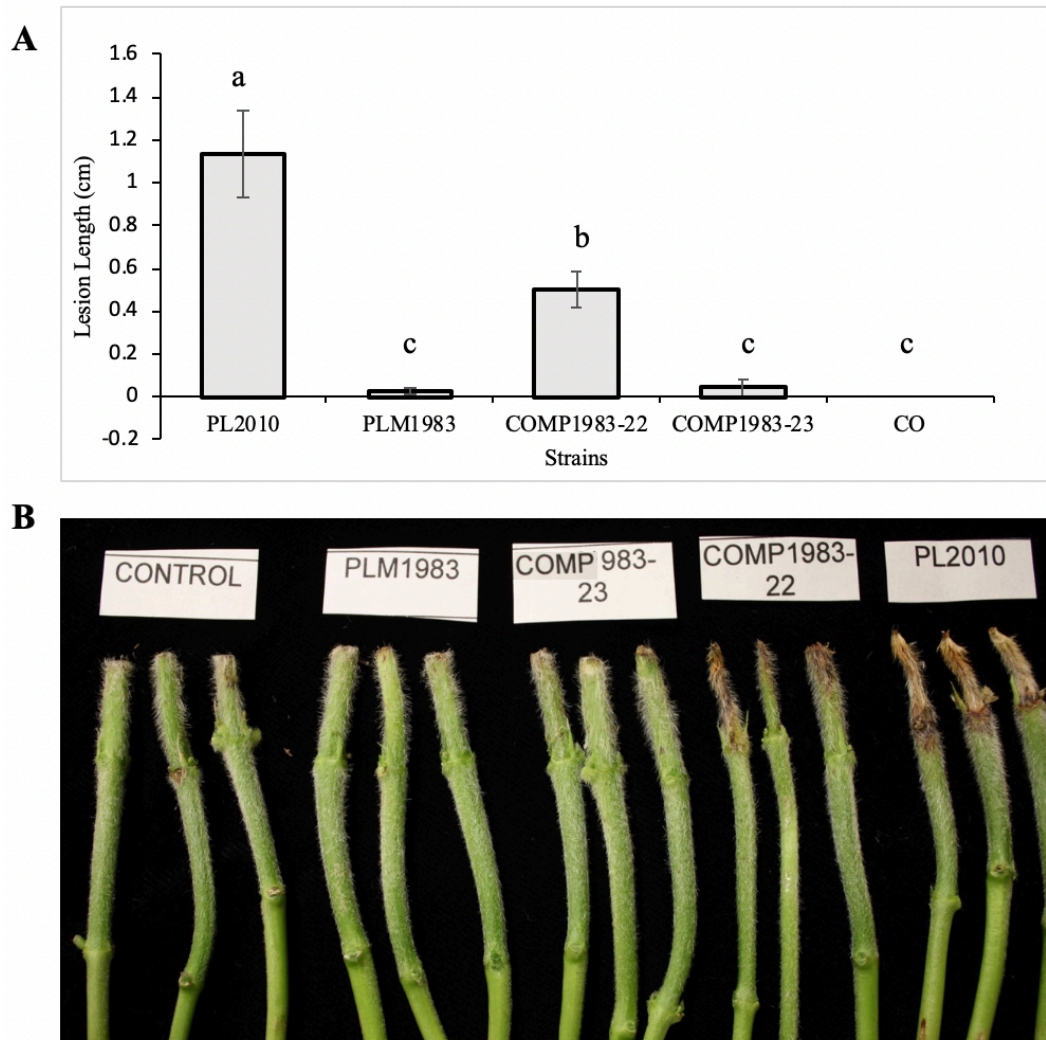 A
1.6
1.4
1.2
1
0.8
0.6
0.4
0.2
0
-0.2
Lesion Length (cm)
a
c
b
c
c
PL2010 PLM1983 COMP1983-22 COMP1983-23 CO
Strains
B
CONTROL
PLM1983
COMP 983-
23
COMP1983-
22
PL2010